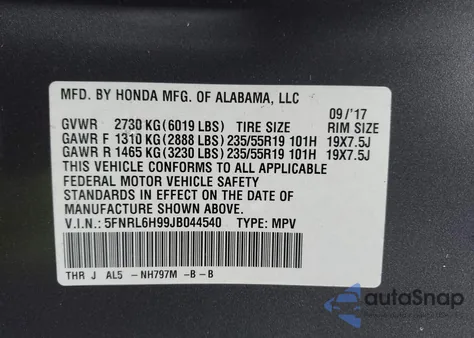 MFD. BY HONDA MFG. OF ALABAMA, LLC
09/'17
GVWR 2730 KG (6019 LBS) TIRE SIZE RIM SIZE
GAWR F 1310 KG (2888 LBS) 235/55R19 101H 19X7.5J
GAWR R 1465 KG (3230 LBS) 235/55R19 101H 19X7.5J
THIS VEHICLE CONFORMS TO ALL APPLICABLE
FEDERAL MOTOR VEHICLE SAFETY
STANDARDS IN EFFECT ON THE DATE OF
MANUFACTURE SHOWN ABOVE.
V.I.N.: 5FNRL6H99JB044540 TYPE: MPV
THR J AL5 - NH797M -B - B
autoSnap